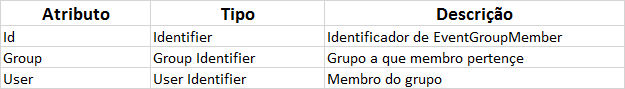 Atributo Tipo Descrição
Id Identifier Identificador de EventGroupMember
Group Group Identifier Grupo a que membro pertençe
User User Identifier Membro do grupo